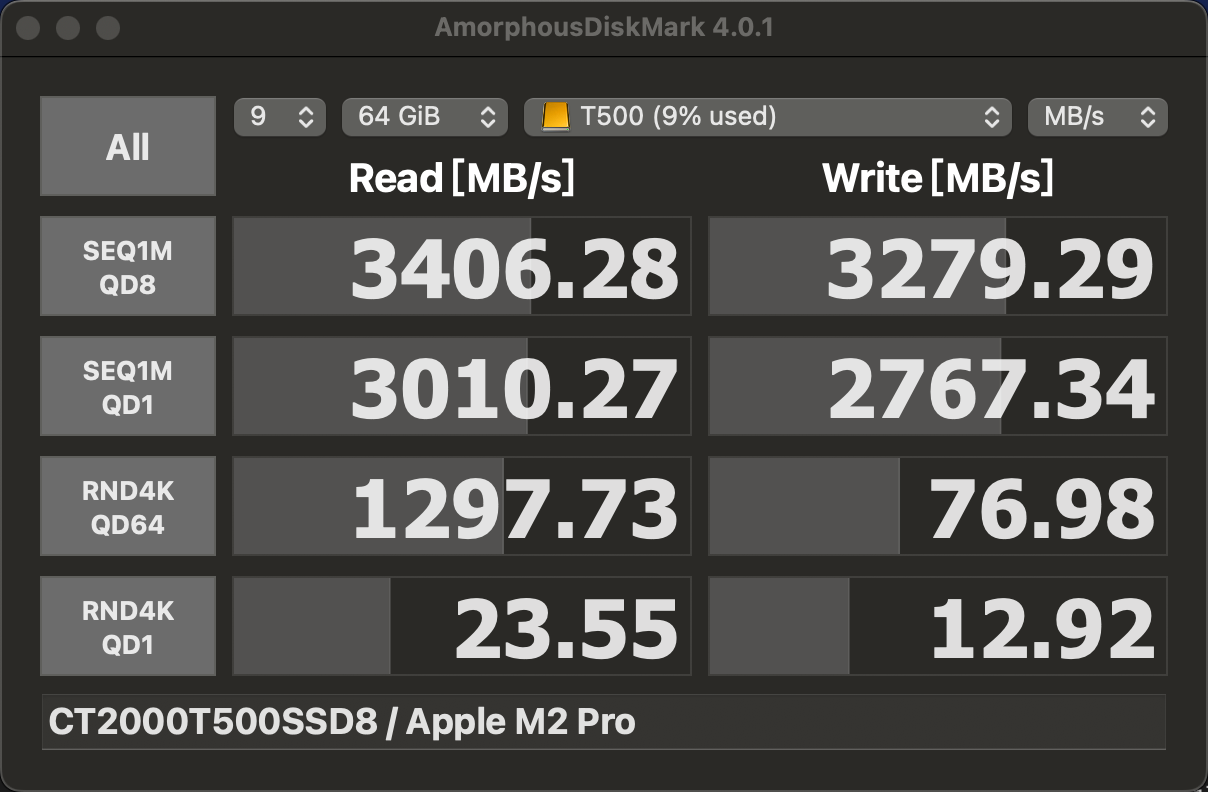 AmorphousDiskMark 4.0.1
All
9
64 GiB
T500 (9% used)
MB/s
Read [MB/s]
Write [MB/s]
SEQ1M
QD8
3406.28
3279.29
SEQ1M
QD1
3010.27
2767.34
RND4K
QD64
1297.73
76.98
RND4K
QD1
23.55
12.92
CT2000T500SSD8 / Apple M2 Pro